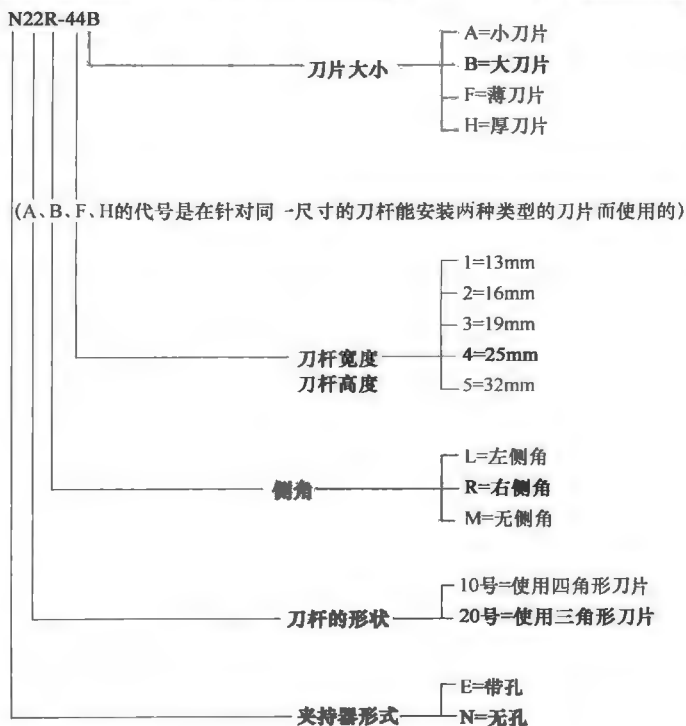 N22R-44B
A=小刀片
刀片大小
B=大刀片
F=薄刀片
H=厚刀片
(A、B、F、H的代号是在针对同一尺寸的刀杆能安装两种类型的刀片而使用的)
1=13mm
2=16mm
3=19mm
刀杆宽度
4=25mm
刀杆高度
5=32mm
L=左侧角
侧角
R=右侧角
M=无侧角
10号=使用四角形刀片
刀杆的形状
20号=使用三角形刀片
E=带孔
夹持器形式
N=无孔